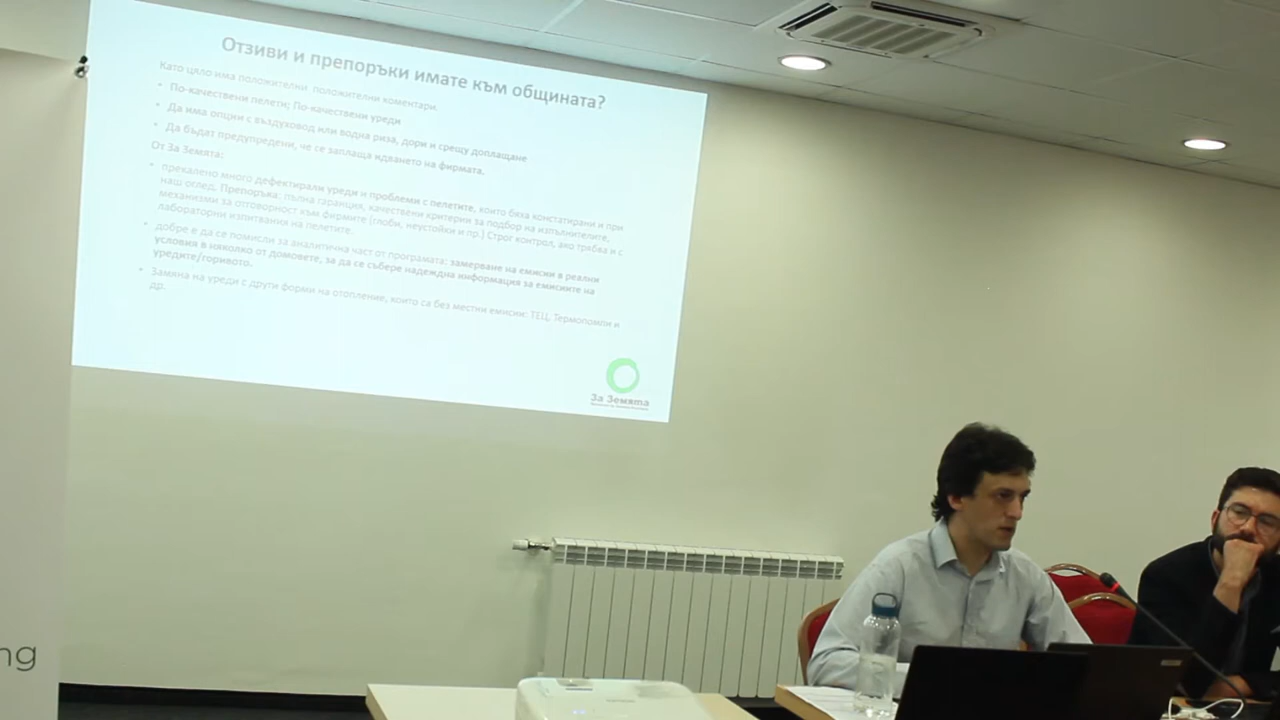 Отзиви и препоръки имате към общината?
Като цяло има положителни положителни коментари.
• По-качествени пелети; По-качествени уреди
• Да има опции с въздуховод или водна риза, дори и срещу доплащане
• Да бъдат предупредени, че се заплаща идването на фирмата.
От За Земята:
• прекалено много дефектирали уреди и проблеми с пелетите, които бяха констатирани и при
наш оглед. Препоръка: пълна гаранция, качествени критерии за подбор на изпълнителите,
механизми за отговорност към фирмите (глоби, неустойки и пр.) Строг контрол, ако трябва и с
лабораторни изпитвания на пелетите.
• добре е да се помисли за аналитична част от програмата: замерване на емисии в реални
условия в няколко от домовете, за да се събере надеждна информация за емисиите на
уредите/горивото.
• Замяна на уреди с други форми на отопление, които са без местни емисии: ТЕЦ, Термопомпи и
др.
За Земята
ng